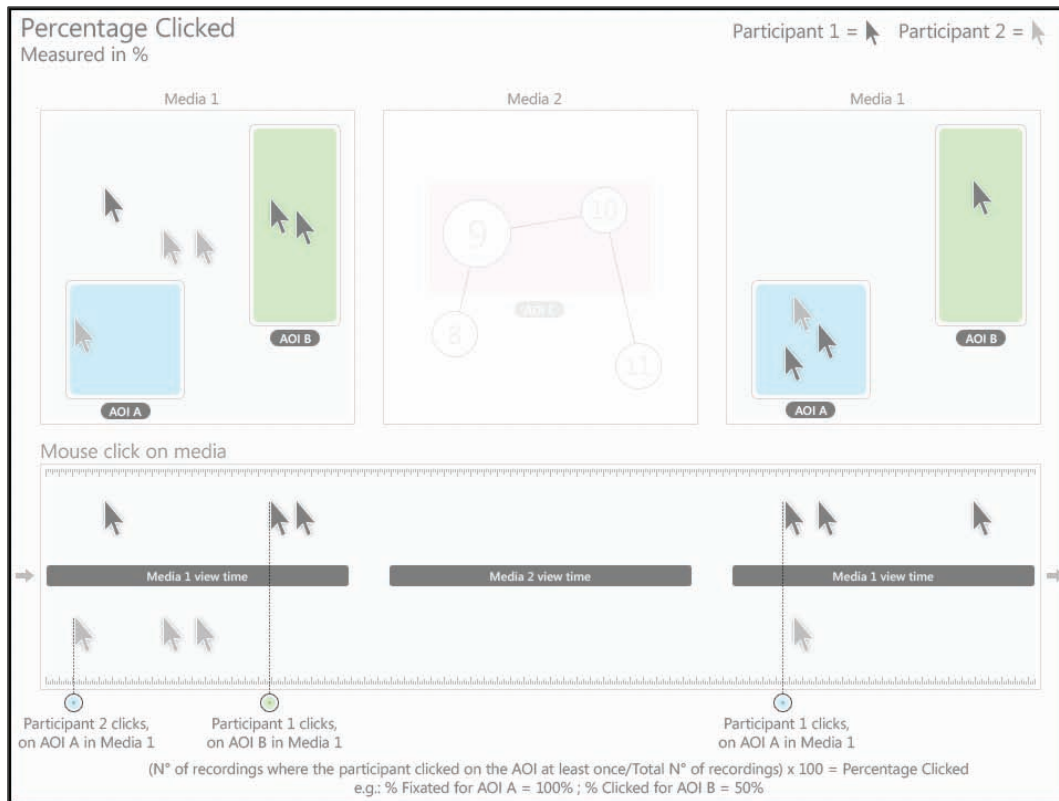 Percentage Clicked
Measured in %
Participant 1 =
Participant 2 =
Media 1
Media 2
Media 1
9
10
8
11
AOI A
AOI B
AOI C
AOI A
AOI B
Mouse click on media
Media 1 view time
Media 2 view time
Media 1 view time
Participant 2 clicks,
on AOI A in Media 1
Participant 1 clicks,
on AOI B in Media 1
Participant 1 clicks,
on AOI A in Media 1
(N° of recordings where the participant clicked on the AOI at least once/Total N° of recordings) x 100 = Percentage Clicked
e.g.: % Fixated for AOI A = 100% ; % Clicked for AOI B = 50%